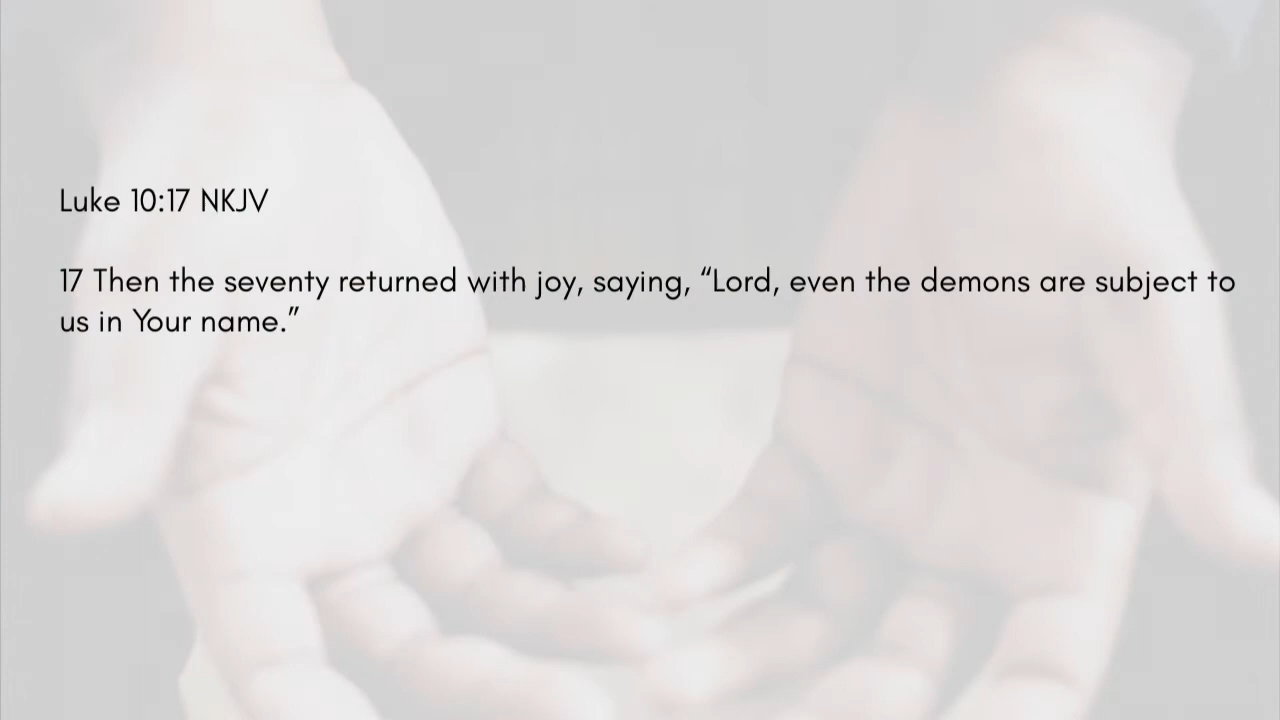 Luke 10:17 NKJV
17 Then the seventy returned with joy, saying, “Lord, even the demons are subject to
us in Your name.”